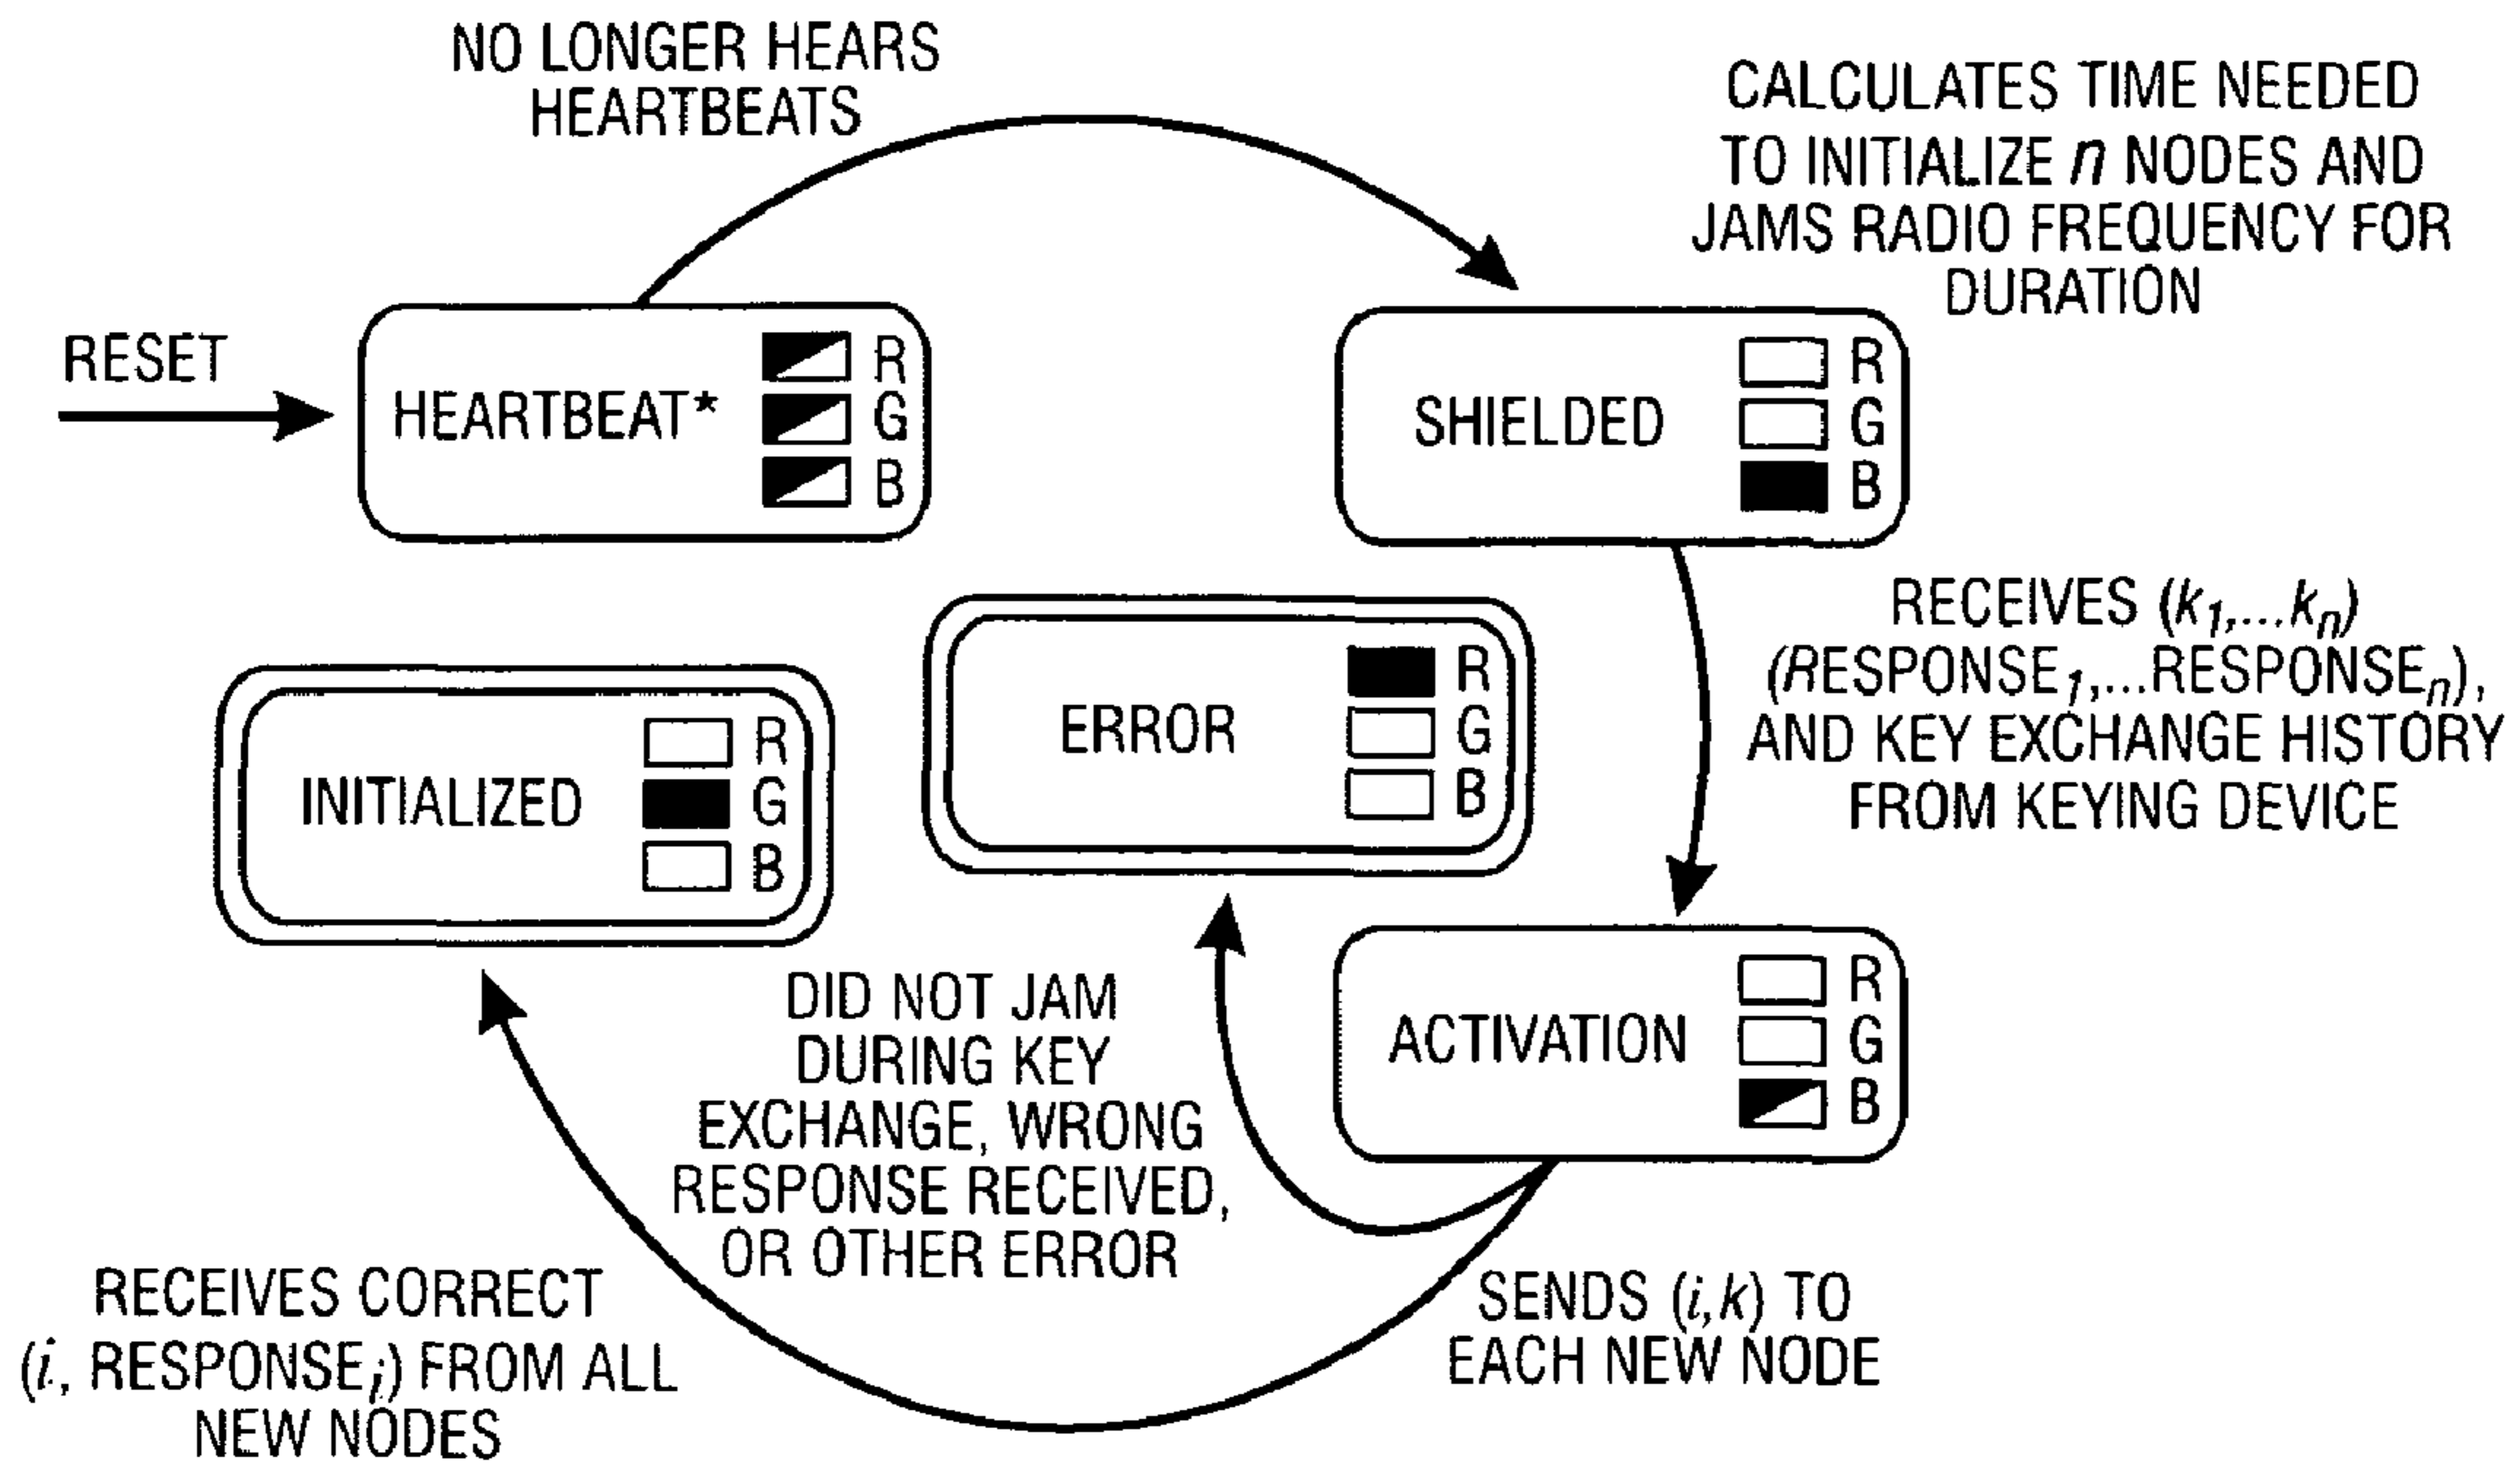 NO LONGER HEARS
HEARTBEATS
CALCULATES TIME NEEDED
TO INITIALIZE n NODES AND
JAMS RADIO FREQUENCY FOR
DURATION
RESET
HEARTBEAT*
R
G
B
SHIELDED
R
G
B
RECEIVES (k1,...kn)
(RESPONSE1,...RESPONSEn),
AND KEY EXCHANGE HISTORY
FROM KEYING DEVICE
ERROR
R
G
B
INITIALIZED
R
G
B
ACTIVATION
R
G
B
DID NOT JAM
DURING KEY
EXCHANGE, WRONG
RESPONSE RECEIVED,
OR OTHER ERROR
RECEIVES CORRECT
(i, RESPONSEi) FROM ALL
NEW NODES
SENDS (i,k) TO
EACH NEW NODE